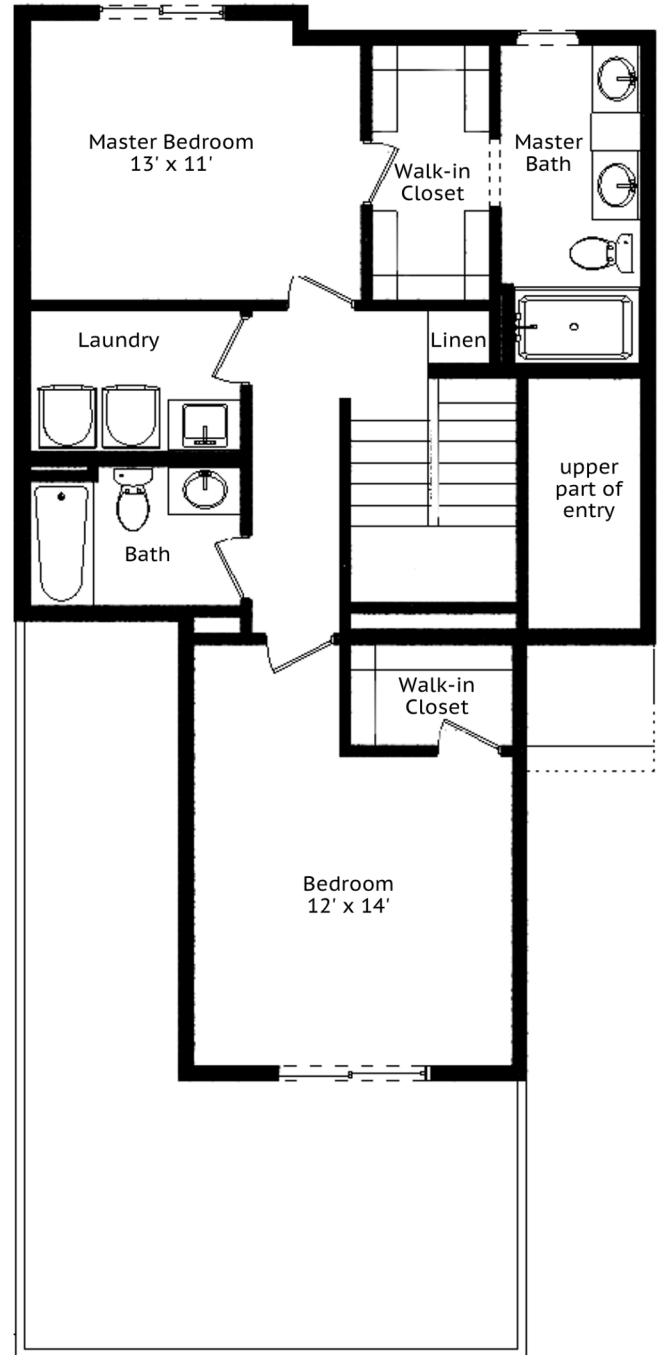 Master Bedroom
13' x 11'
Walk-in
Closet
Master
Bath
Laundry
Linen
upper
part of
entry
Bath
Walk-in
Closet
Bedroom
12' x 14'